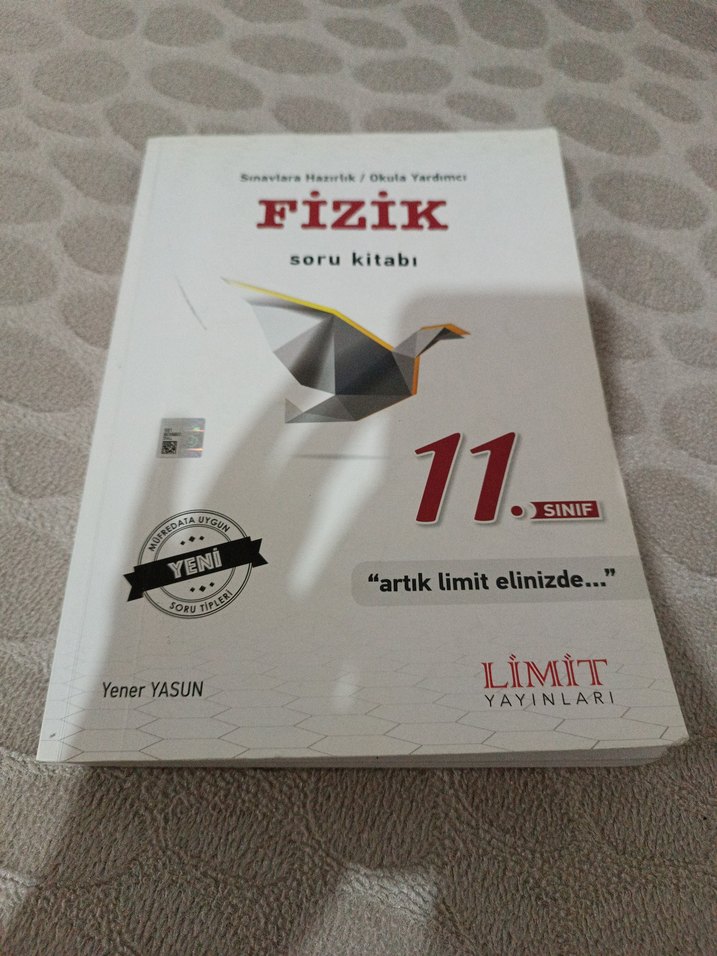 Sınavlara Hazırlık / Okula Yardımcı
FİZİK
soru kitabı
11.
SINIF
MÜFREDATA UYGUN
YENİ
SORU TİPLERİ
“artık limit elinizde...”
Yener YASUN
LİMİT
YAYINLARI